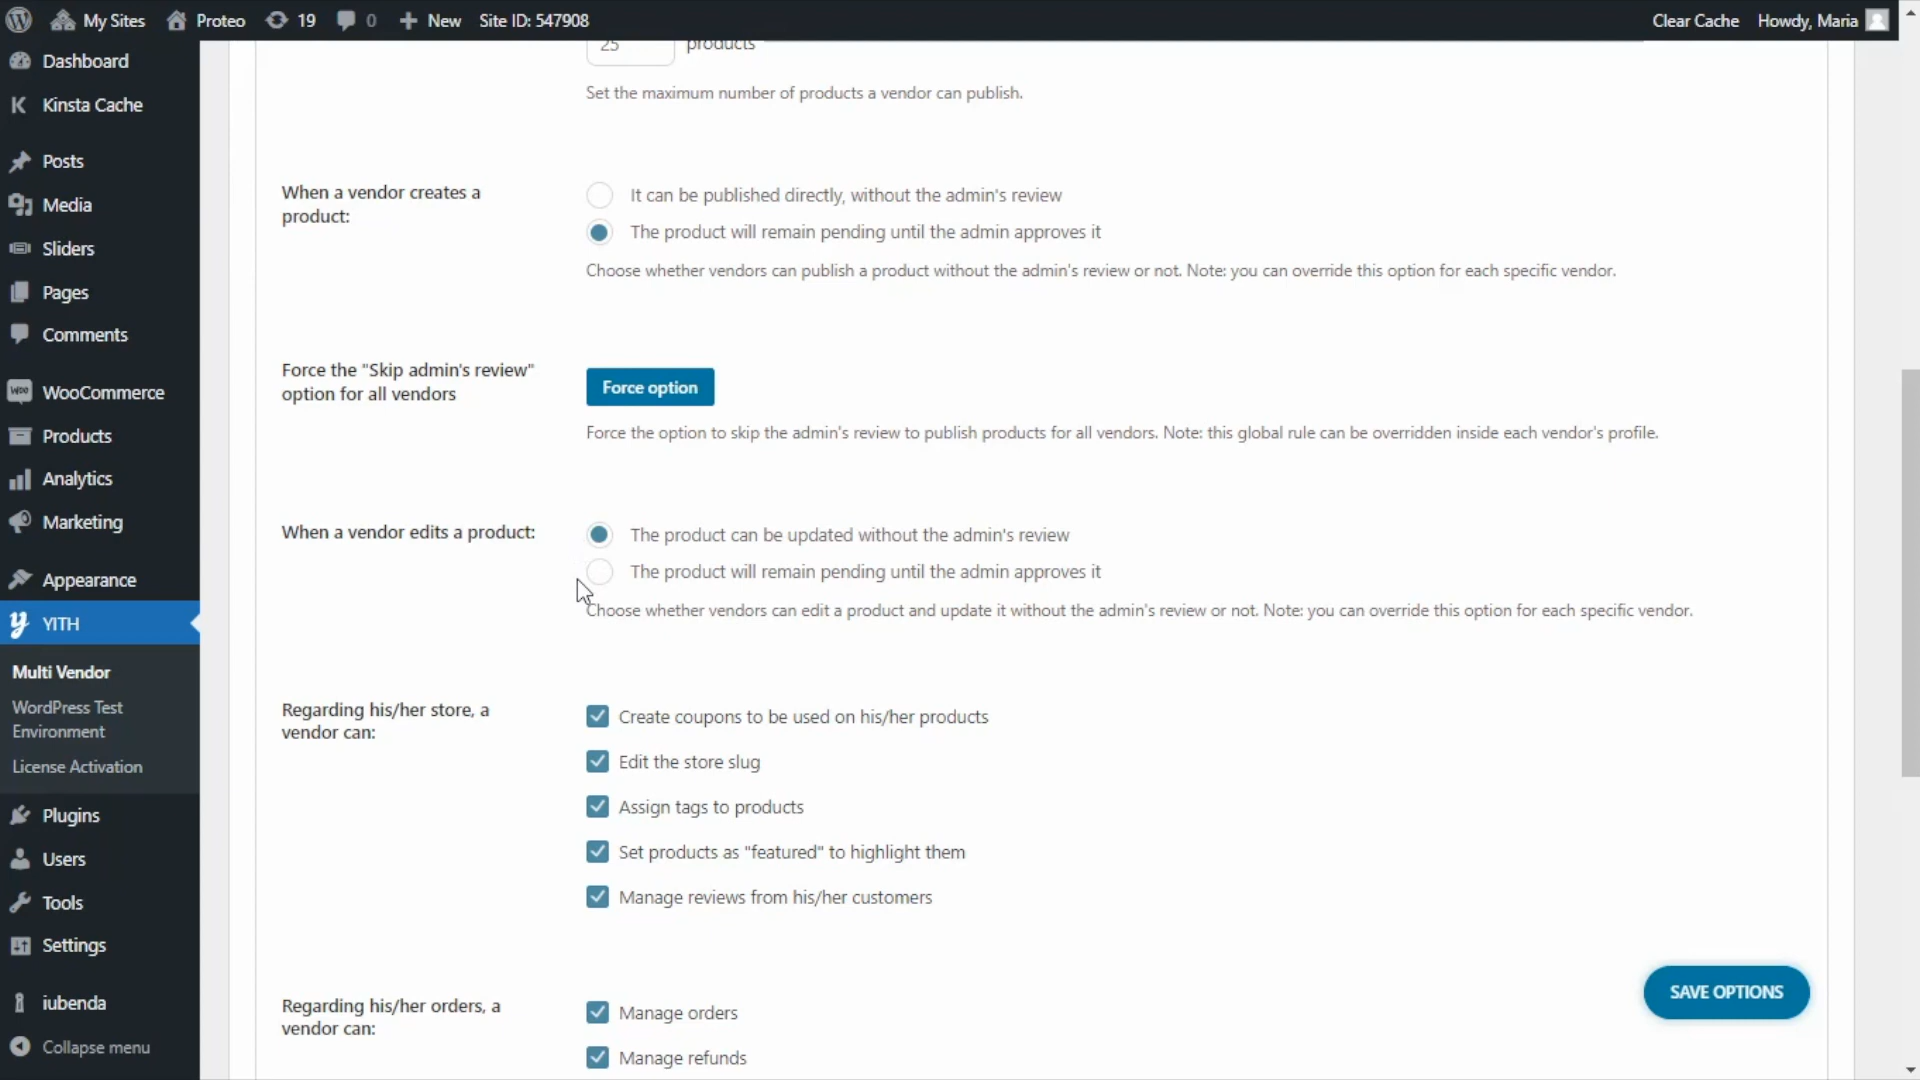 My Sites Proteo 19 0 New Site ID: 547908 Clear Cache Howdy, Maria
Dashboard
Kinsta Cache
Posts
Media
Sliders
Pages
Comments
WooCommerce
Products
Analytics
Marketing
Appearance
YITH
Multi Vendor
WordPress Test
Environment
License Activation
Plugins
Users
Tools
Settings
iubenda
Collapse menu
25 products
Set the maximum number of products a vendor can publish.
When a vendor creates a
product:
It can be published directly, without the admin's review
The product will remain pending until the admin approves it
Choose whether vendors can publish a product without the admin's review or not. Note: you can override this option for each specific vendor.
Force the "Skip admin's review"
option for all vendors
Force option
Force the option to skip the admin's review to publish products for all vendors. Note: this global rule can be overridden inside each vendor's profile.
When a vendor edits a product:
The product can be updated without the admin's review
The product will remain pending until the admin approves it
Choose whether vendors can edit a product and update it without the admin's review or not. Note: you can override this option for each specific vendor.
Regarding his/her store, a
vendor can:
Create coupons to be used on his/her products
Edit the store slug
Assign tags to products
Set products as "featured" to highlight them
Manage reviews from his/her customers
Regarding his/her orders, a
vendor can:
Manage orders
Manage refunds
SAVE OPTIONS